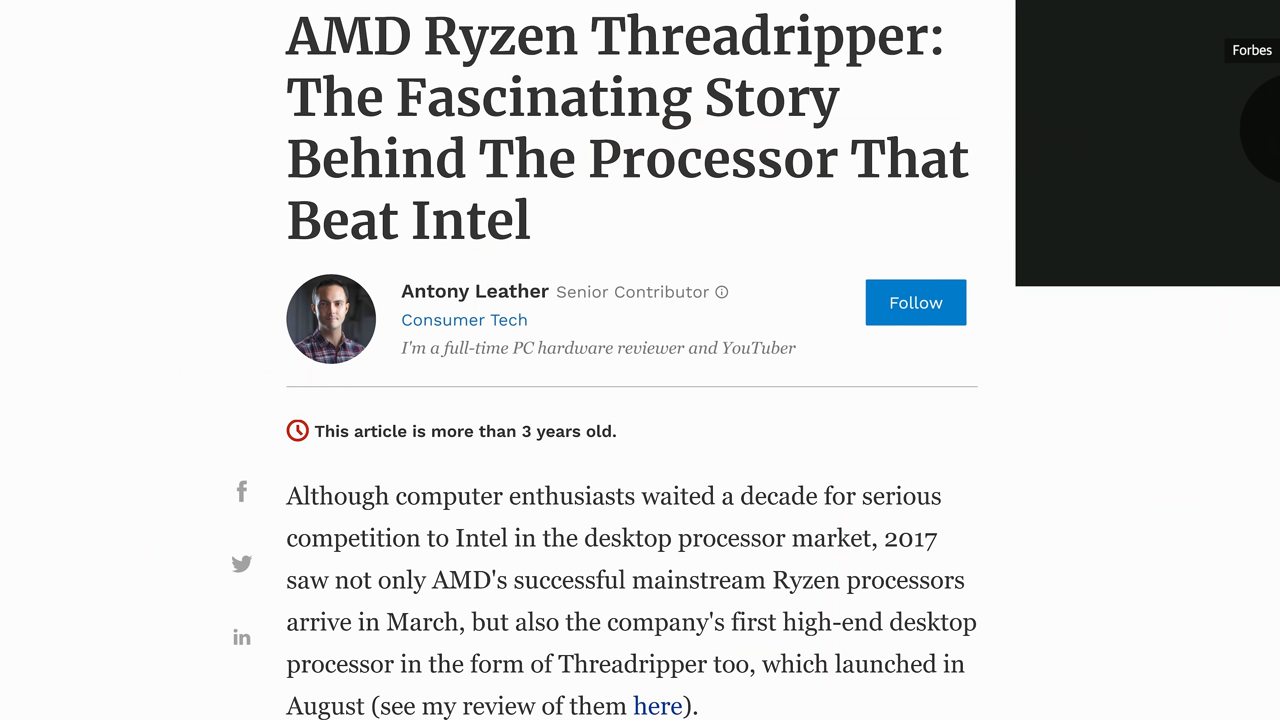 AMD Ryzen Threadripper:
The Fascinating Story
Behind The Processor That
Beat Intel
Forbes
Antony Leather Senior Contributor
Consumer Tech
I'm a full-time PC hardware reviewer and YouTuber
Follow
This article is more than 3 years old.
Although computer enthusiasts waited a decade for serious
competition to Intel in the desktop processor market, 2017
saw not only AMD's successful mainstream Ryzen processors
arrive in March, but also the company's first high-end desktop
processor in the form of Threadripper too, which launched in
August (see my review of them here).